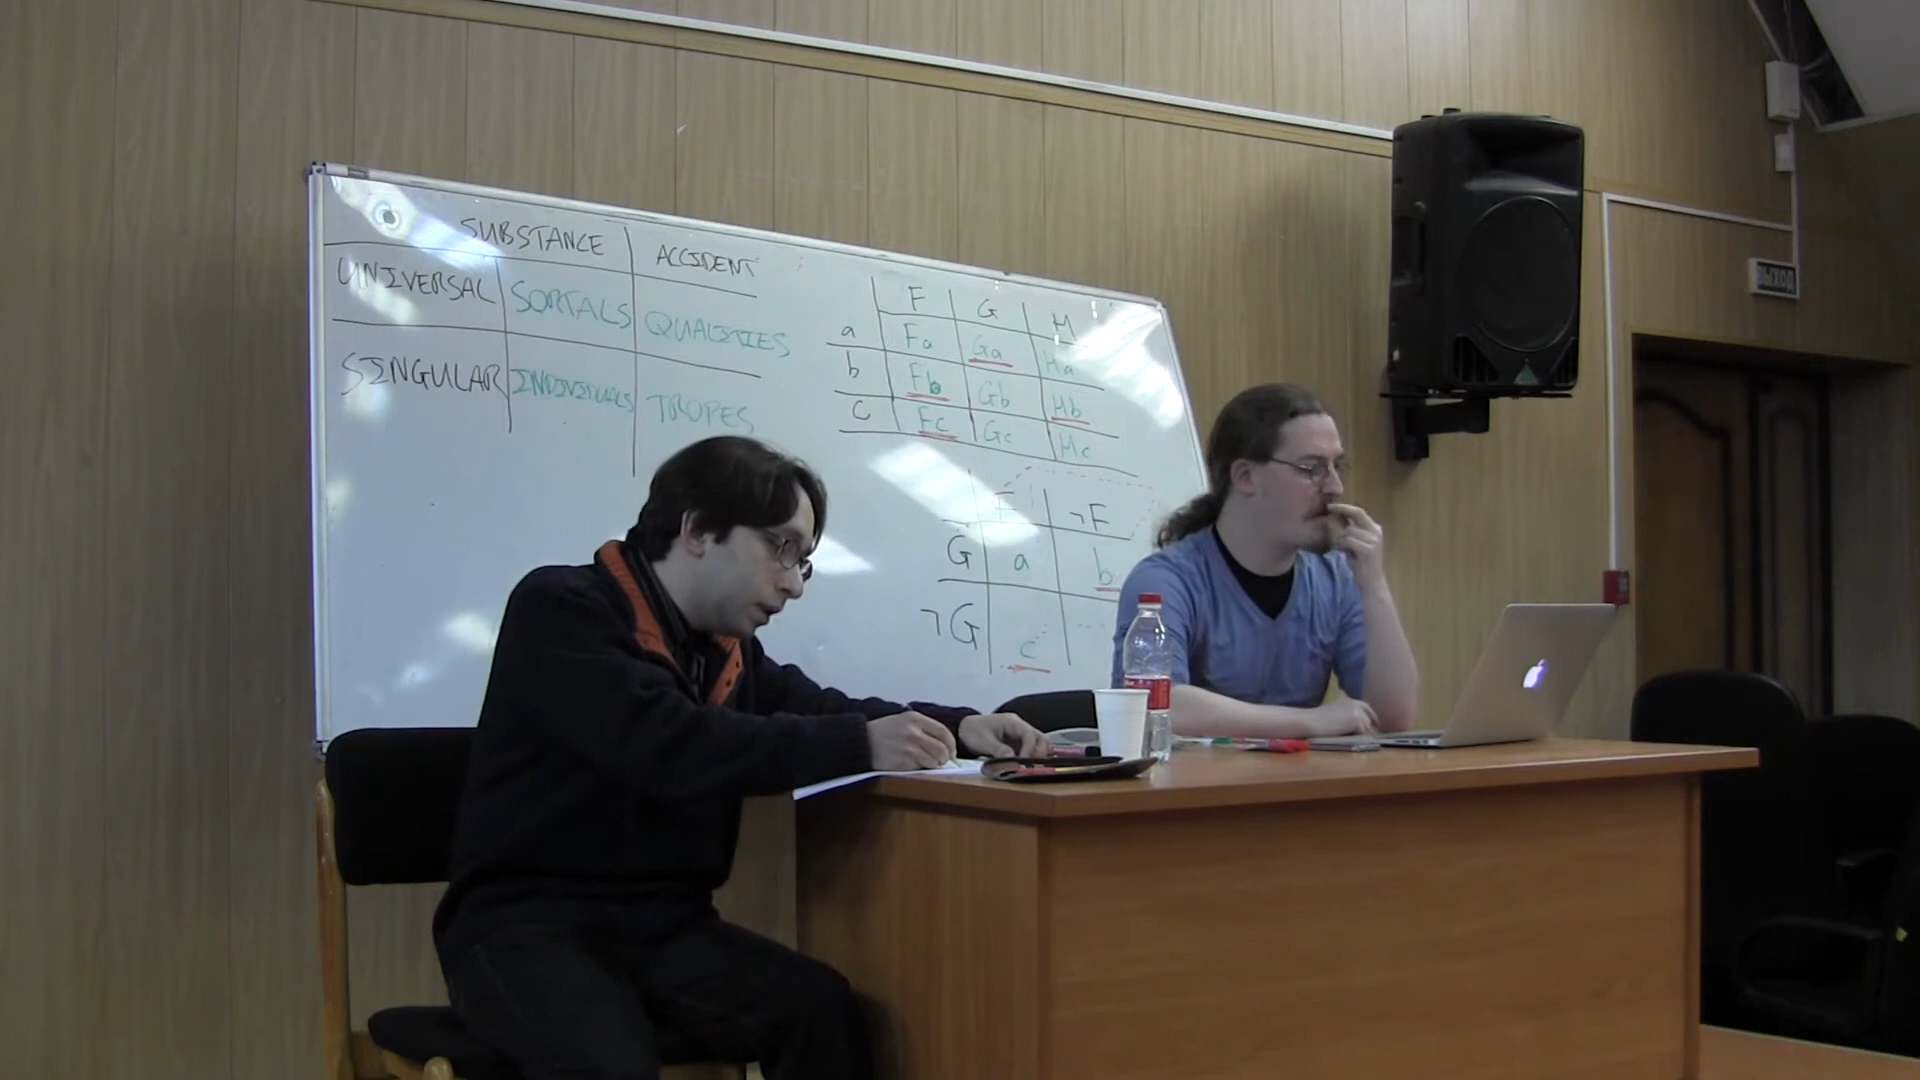 SUBSTANCE ACCIDENT
UNIVERSAL SORTALS QUALITIES
SINGULAR INDIVIDUALS TROPES
F G H
a Fa Ga Ha
b Fb Gb Hb
c Fc Gc Hc
F ¬F
G a b
¬G c
ВЫХОД